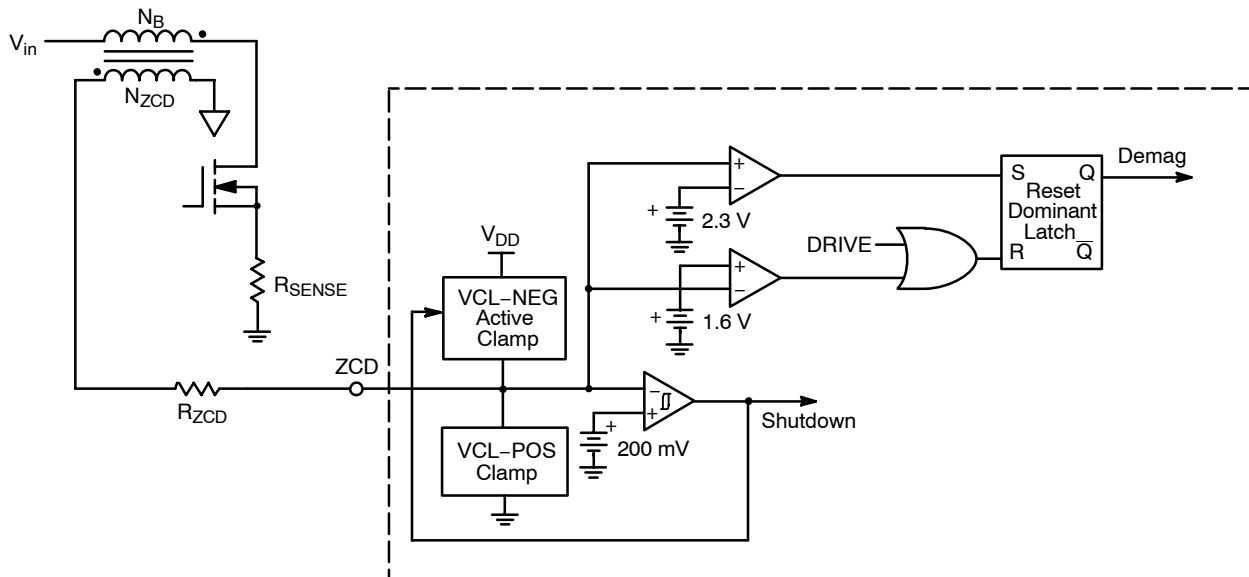 N_B
V_in
N_ZCD
R_SENSE
R_ZCD
ZCD
V_DD
VCL–NEG
Active
Clamp
VCL–POS
Clamp
+
–
+
2.3 V
+
–
+
1.6 V
–
+
+
200 mV
DRIVE
S Q
Reset
Dominant
Latch
R Q̅
Demag
Shutdown